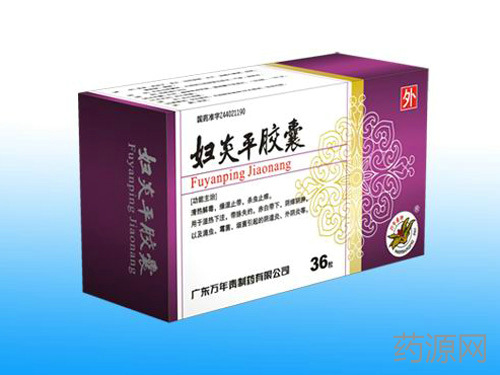 国药准字Z44021190
外
妇炎平胶囊
Fuyanping Jiaonang
妇炎平胶囊
Fuyanping Jiaonang
[功能主治]
清热解毒，燥湿止带，杀虫止痒。
用于湿热下注，带脉失约，赤白带下，阴痒阴肿，
以及滴虫、霉菌、细菌引起的阴道炎、外阴炎等。
广东万年青制药有限公司
36粒
药源网